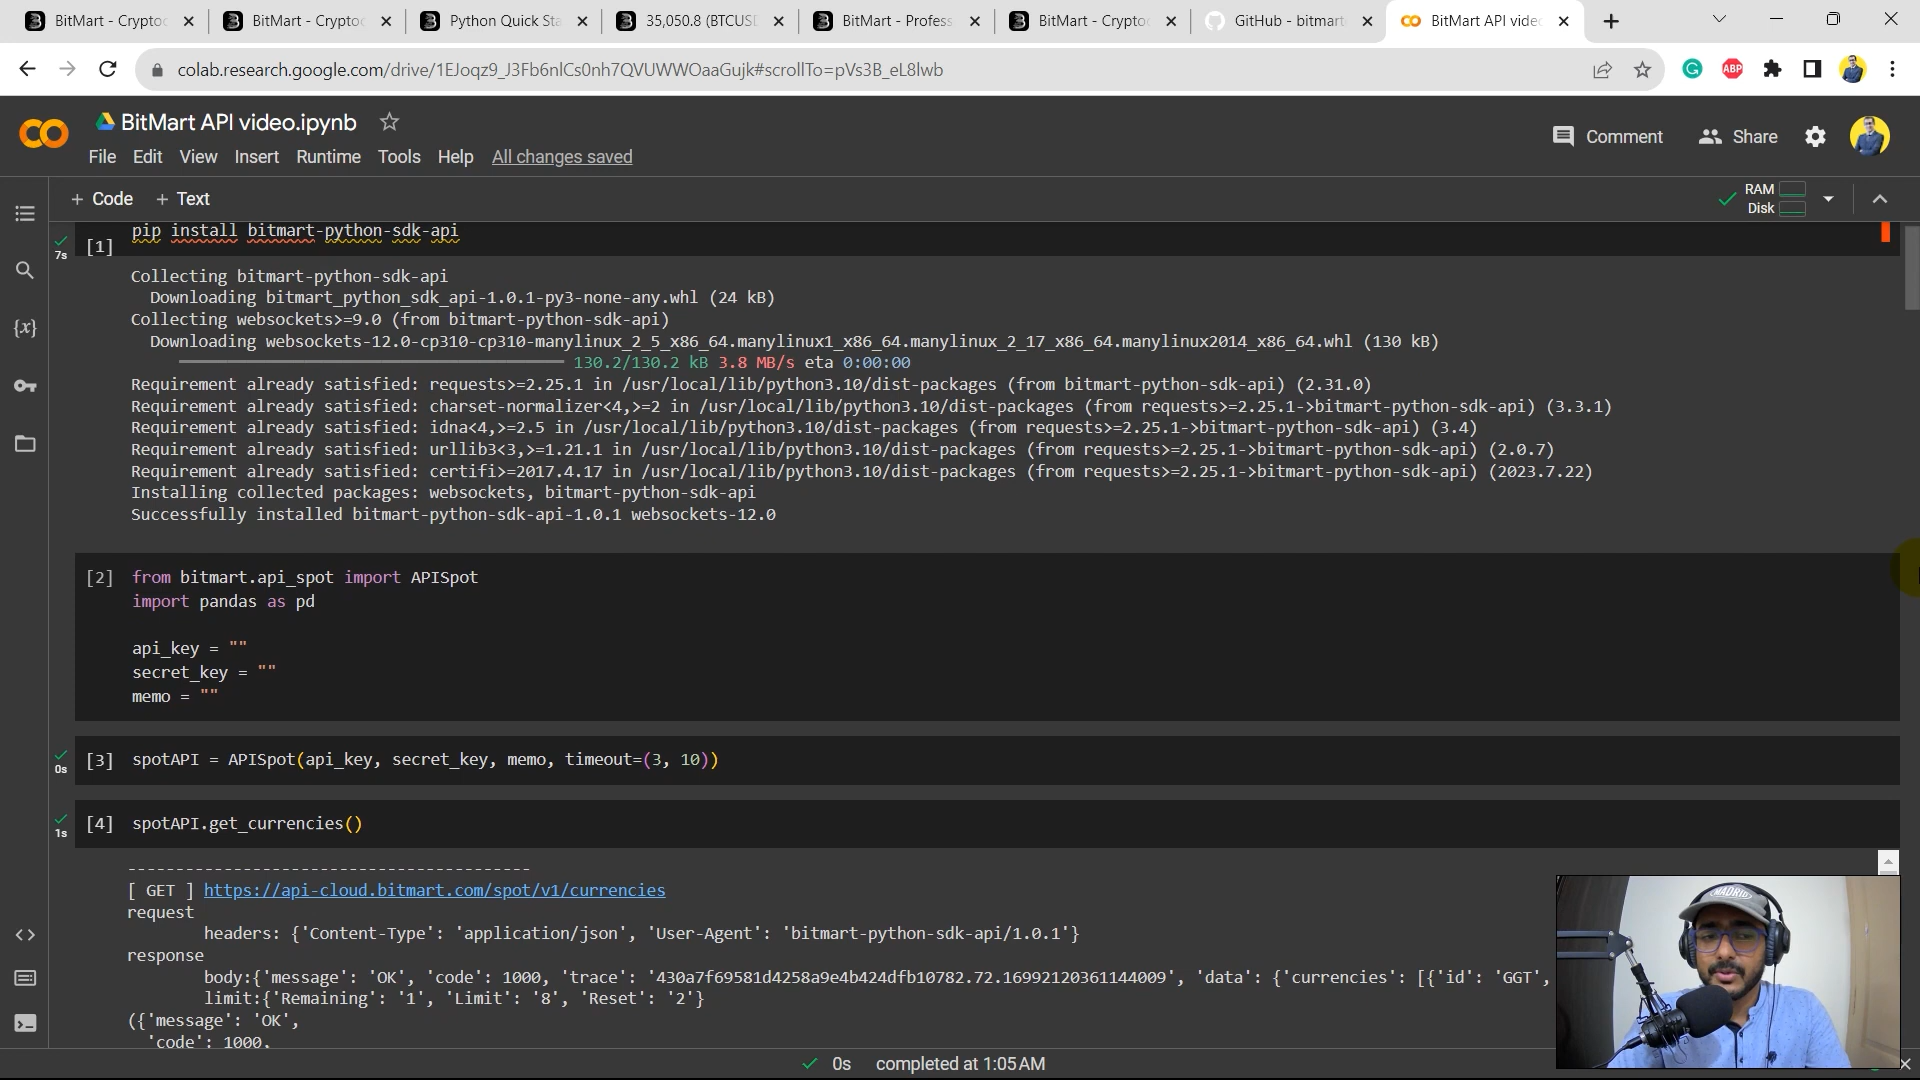 BitMart - Cryptoc
BitMart - Cryptoc
Python Quick Sta
35,050.8 (BTCUSD
BitMart - Profess
BitMart - Cryptoc
GitHub - bitmart
BitMart API vide
colab.research.google.com/drive/1EJoqz9_J3Fb6nlCs0nh7QVUWWOaaGujk#scrollTo=pVs3B_eL8lwb
ABP
BitMart API video.ipynb
Comment
Share
File Edit View Insert Runtime Tools Help All changes saved
+ Code + Text
RAM
Disk
[1] pip install bitmart-python-sdk-api
7s
Collecting bitmart-python-sdk-api
Downloading bitmart_python_sdk_api-1.0.1-py3-none-any.whl (24 kB)
Collecting websockets>=9.0 (from bitmart-python-sdk-api)
Downloading websockets-12.0-cp310-cp310-manylinux_2_5_x86_64.manylinux1_x86_64.manylinux_2_17_x86_64.manylinux2014_x86_64.whl (130 kB)
130.2/130.2 kB 3.8 MB/s eta 0:00:00
Requirement already satisfied: requests>=2.25.1 in /usr/local/lib/python3.10/dist-packages (from bitmart-python-sdk-api) (2.31.0)
Requirement already satisfied: charset-normalizer<4,>=2 in /usr/local/lib/python3.10/dist-packages (from requests>=2.25.1->bitmart-python-sdk-api) (3.3.1)
Requirement already satisfied: idna<4,>=2.5 in /usr/local/lib/python3.10/dist-packages (from requests>=2.25.1->bitmart-python-sdk-api) (3.4)
Requirement already satisfied: urllib3<3,>=1.21.1 in /usr/local/lib/python3.10/dist-packages (from requests>=2.25.1->bitmart-python-sdk-api) (2.0.7)
Requirement already satisfied: certifi>=2017.4.17 in /usr/local/lib/python3.10/dist-packages (from requests>=2.25.1->bitmart-python-sdk-api) (2023.7.22)
Installing collected packages: websockets, bitmart-python-sdk-api
Successfully installed bitmart-python-sdk-api-1.0.1 websockets-12.0
[2] from bitmart.api_spot import APISpot
import pandas as pd
api_key = ""
secret_key = ""
memo = ""
[3] spotAPI = APISpot(api_key, secret_key, memo, timeout=(3, 10))
0s
[4] spotAPI.get_currencies()
1s
------------------------------------------
[ GET ] https://api-cloud.bitmart.com/spot/v1/currencies
request
headers: {'Content-Type': 'application/json', 'User-Agent': 'bitmart-python-sdk-api/1.0.1'}
response
body:{'message': 'OK', 'code': 1000, 'trace': '430a7f69581d4258a9e4b424dfb10782.72.16992120361144009', 'data': {'currencies': [{'id': 'GGT',
limit:{'Remaining': '1', 'Limit': '8', 'Reset': '2'}
({'message': 'OK',
'code': 1000,
MADRID
0s completed at 1:05 AM